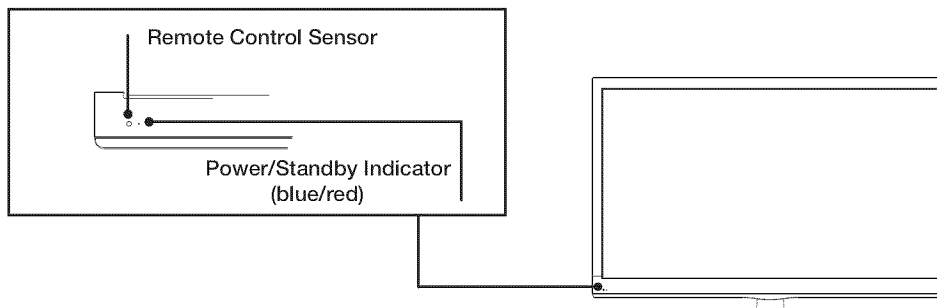 Remote Control Sensor
Power/Standby Indicator
(blue/red)